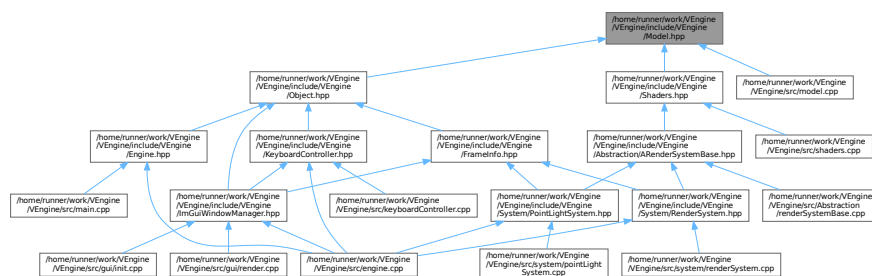 /home/runner/work/VEngine
/VEngine/include/VEngine
/Model.hpp
/home/runner/work/VEngine
/VEngine/include/VEngine
/Object.hpp
/home/runner/work/VEngine
/VEngine/include/VEngine
/Shaders.hpp
/home/runner/work/VEngine
/VEngine/src/model.cpp
/home/runner/work/VEngine
/VEngine/include/VEngine
/Engine.hpp
/home/runner/work/VEngine
/VEngine/include/VEngine
/KeyboardController.hpp
/home/runner/work/VEngine
/VEngine/include/VEngine
/FrameInfo.hpp
/home/runner/work/VEngine
/VEngine/include/VEngine
/Abstraction/ARenderSystemBase.hpp
/home/runner/work/VEngine
/VEngine/src/shaders.cpp
/home/runner/work/VEngine
/VEngine/src/main.cpp
/home/runner/work/VEngine
/VEngine/include/VEngine
/ImGuiWindowManager.hpp
/home/runner/work/VEngine
/VEngine/src/keyboardController.cpp
/home/runner/work/VEngine
/VEngine/include/VEngine
/System/PointLightSystem.hpp
/home/runner/work/VEngine
/VEngine/include/VEngine
/System/RenderSystem.hpp
/home/runner/work/VEngine
/VEngine/src/Abstraction
/renderSystemBase.cpp
/home/runner/work/VEngine
/VEngine/src/gui/init.cpp
/home/runner/work/VEngine
/VEngine/src/gui/render.cpp
/home/runner/work/VEngine
/VEngine/src/engine.cpp
/home/runner/work/VEngine
/VEngine/src/system/pointLight
System.cpp
/home/runner/work/VEngine
/VEngine/src/system/renderSystem.cpp